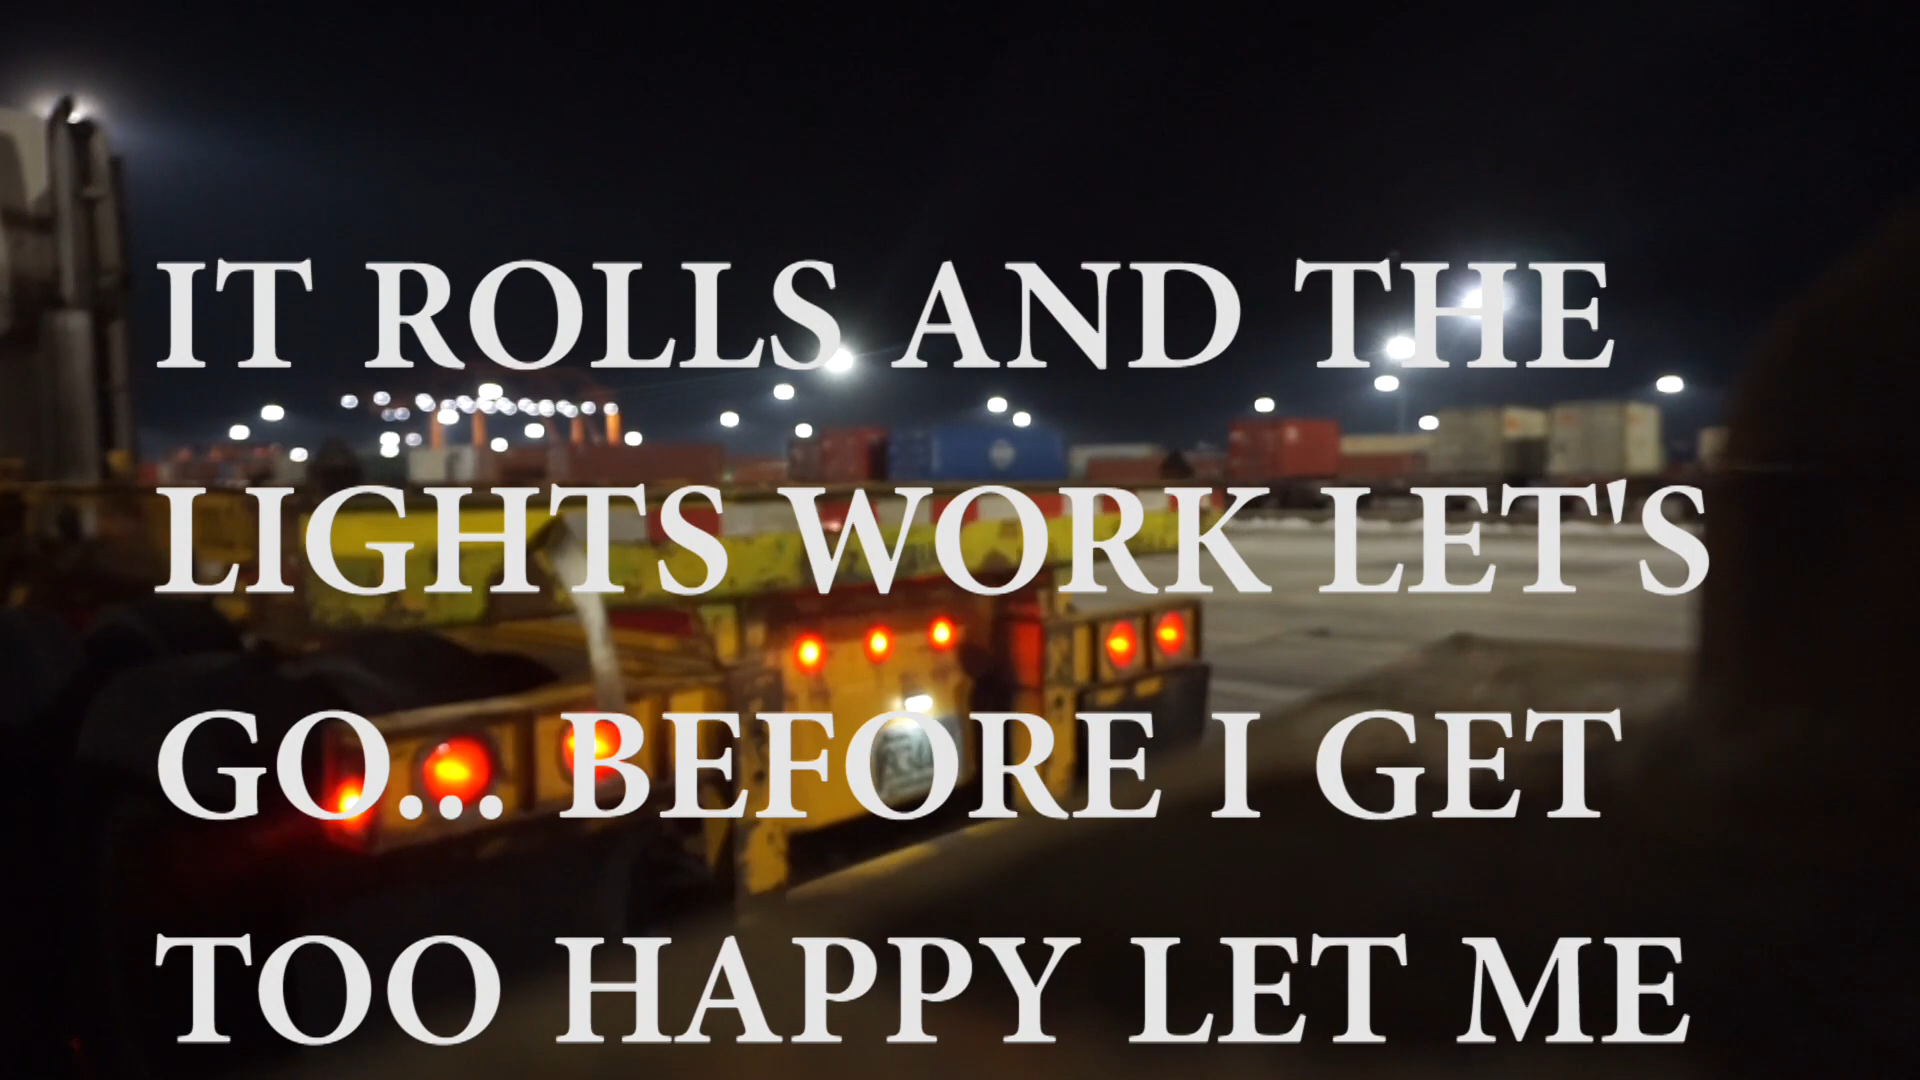 IT ROLLS AND THE
LIGHTS WORK LET'S
GO... BEFORE I GET
TOO HAPPY LET ME